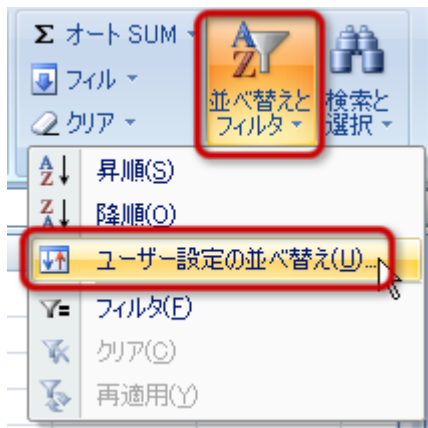 Σ オート SUM
フィル
クリア
並べ替えと
フィルタ
検索と
選択
昇順(S)
降順(O)
ユーザー設定の並べ替え(U)...
フィルタ(F)
クリア(C)
再適用(Y)